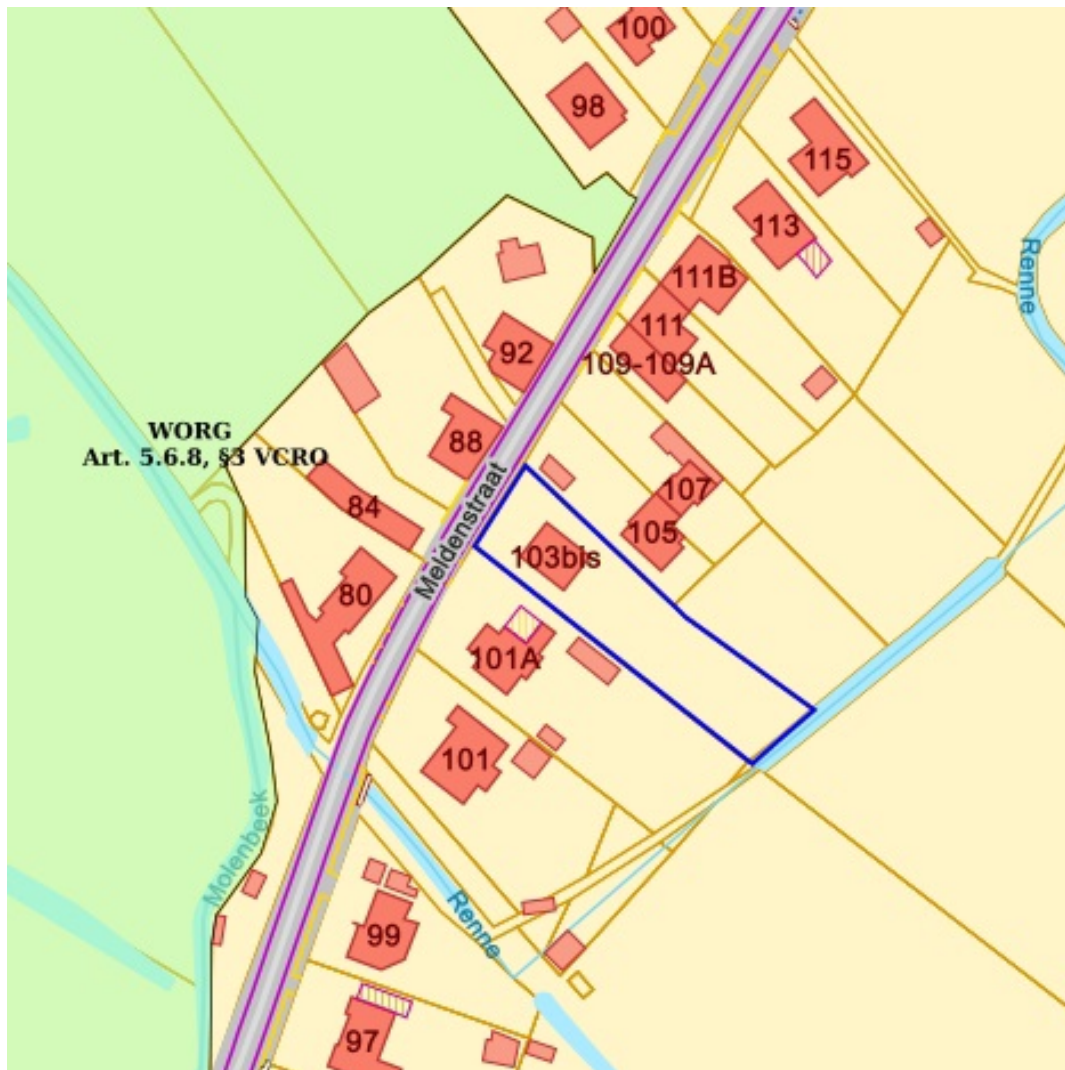 100
98
115
113
Renne
111B
111
109-109A
92
WORG
Art. 5.6.8, §3 VCRO
88
84
Meldenstraat
107
105
103bis
80
101A
101
Molenbeek
Renne
99
97